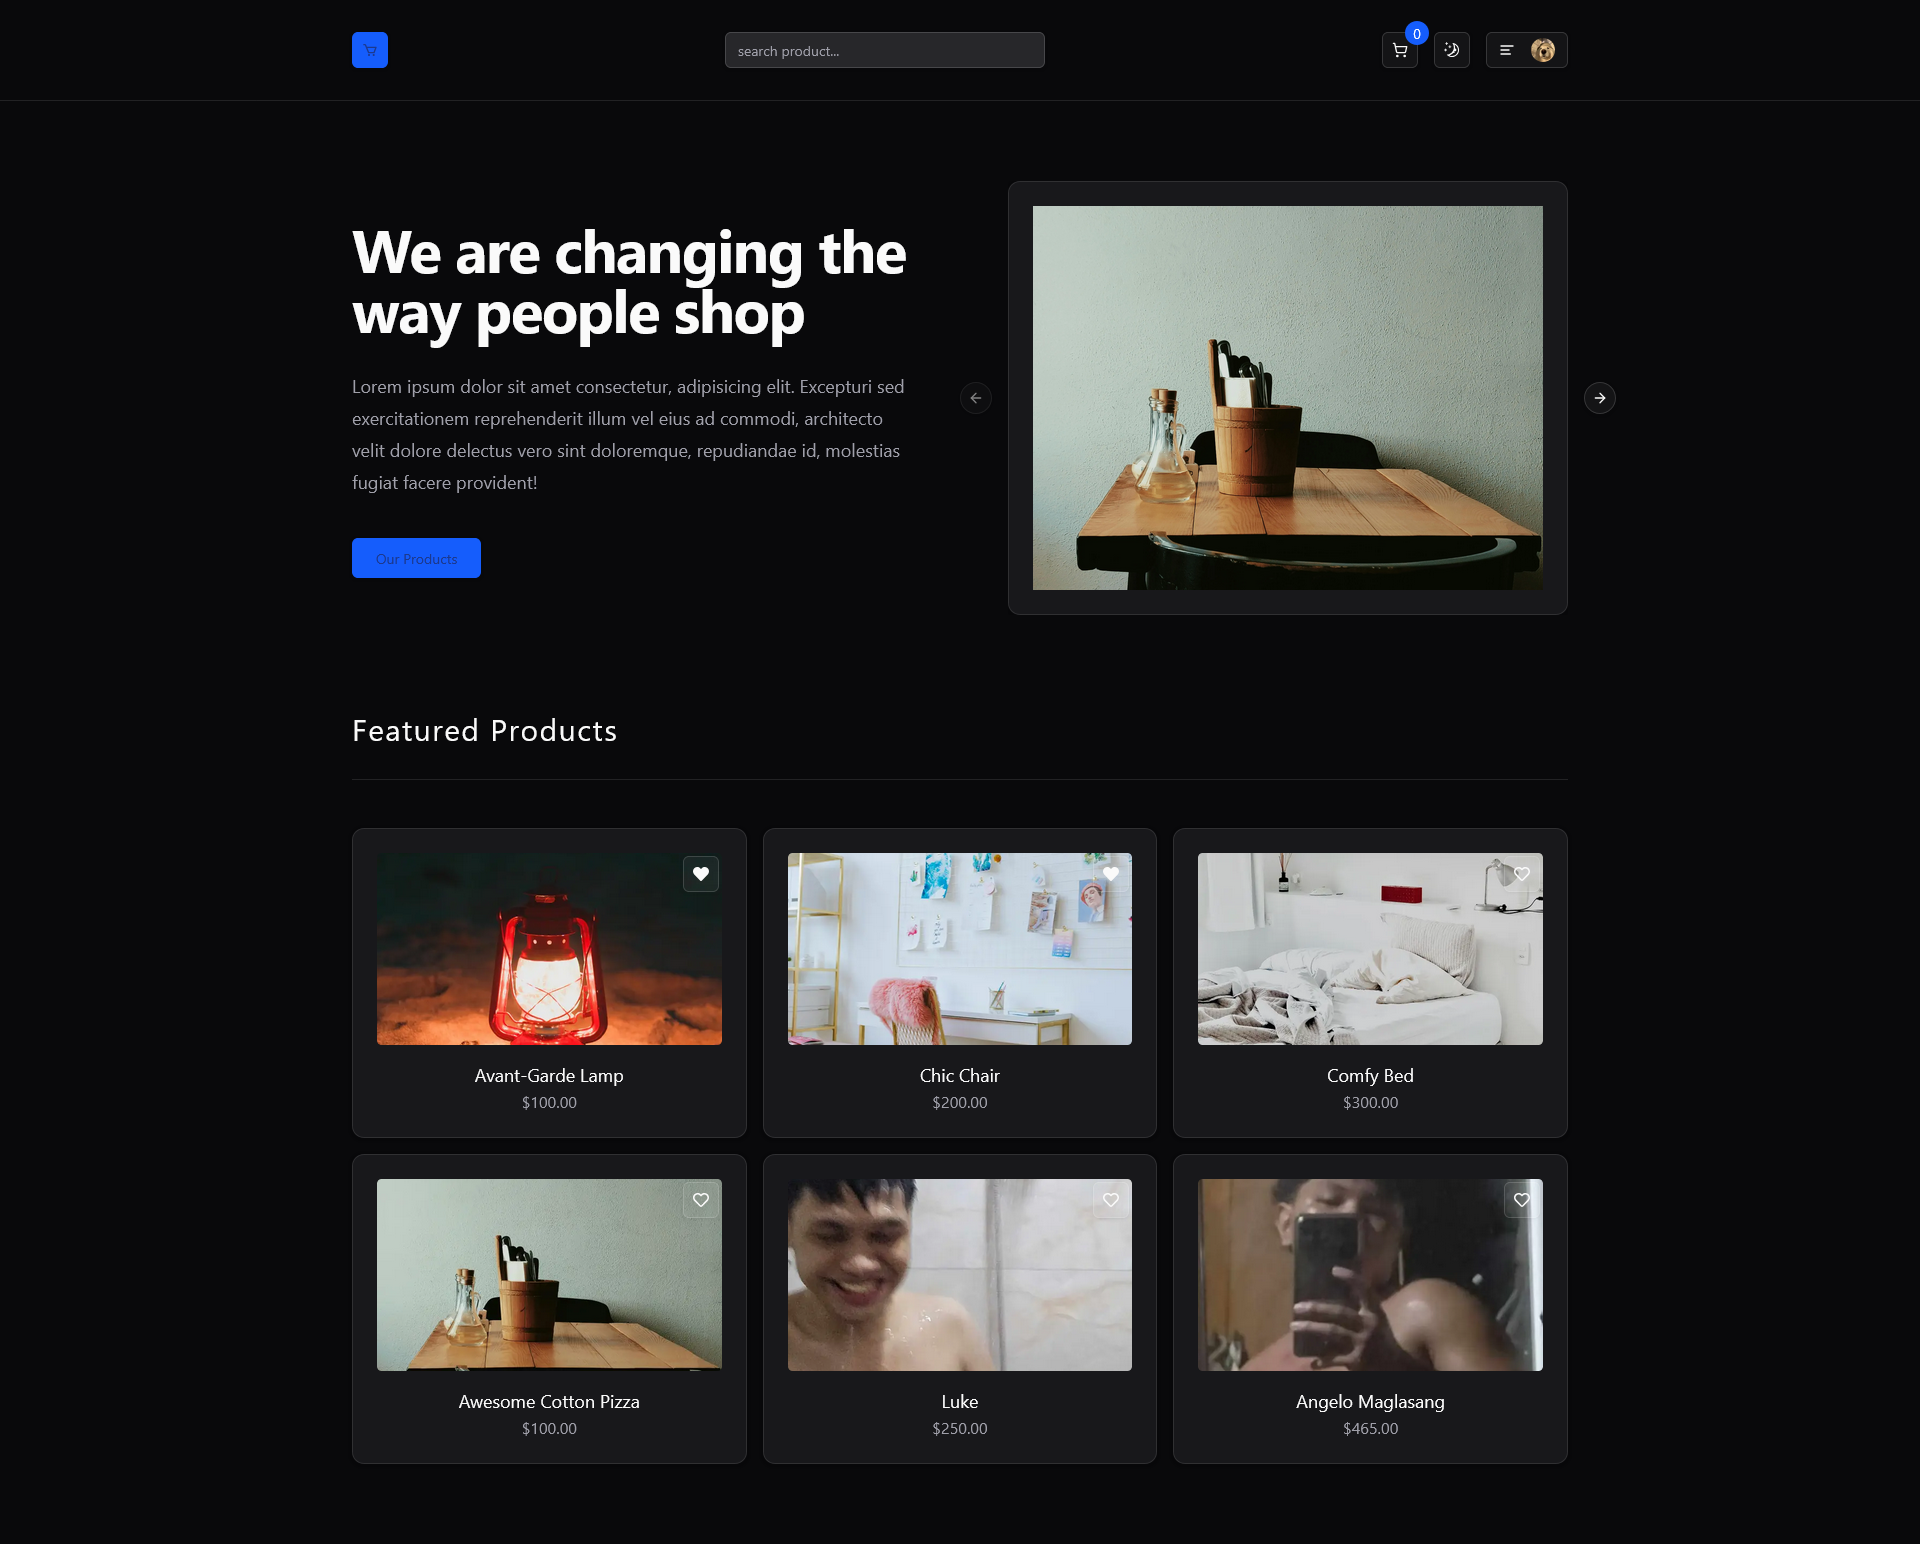 search product...
0
We are changing the
way people shop
Lorem ipsum dolor sit amet consectetur, adipisicing elit. Excepturi sed
exercitationem reprehenderit illum vel eius ad commodi, architecto
velit dolore delectus vero sint doloremque, repudiandae id, molestias
fugiat facere provident!
Our Products
Featured Products
Avant-Garde Lamp
$100.00
Chic Chair
$200.00
Comfy Bed
$300.00
Awesome Cotton Pizza
$100.00
Luke
$250.00
Angelo Maglasang
$465.00